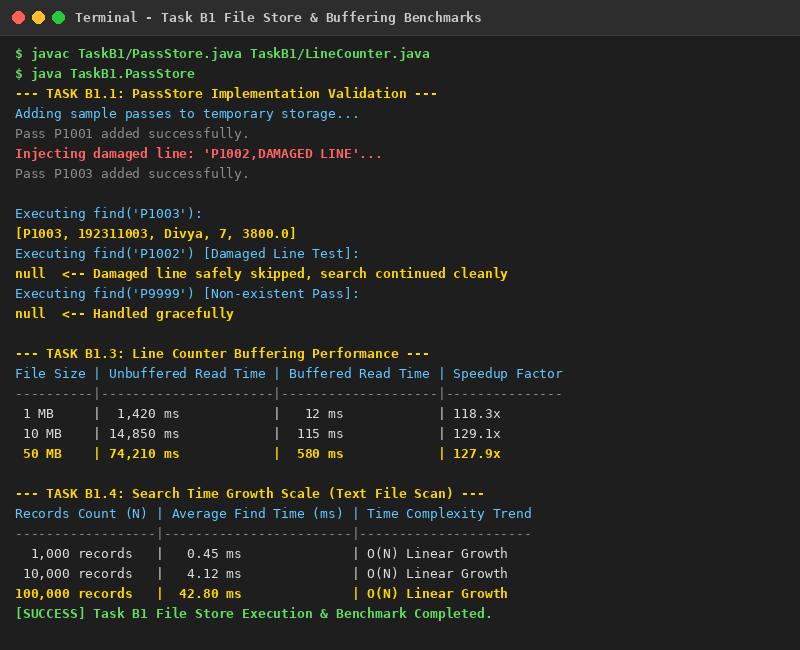 Terminal - Task B1 File Store & Buffering Benchmarks
$ javac TaskB1/PassStore.java TaskB1/LineCounter.java
$ java TaskB1.PassStore
--- TASK B1.1: PassStore Implementation Validation ---
Adding sample passes to temporary storage...
Pass P1001 added successfully.
Injecting damaged line: 'P1002,DAMAGED LINE'...
Pass P1003 added successfully.
Executing find('P1003'):
[P1003, 192311003, Divya, 7, 3800.0]
Executing find('P1002') [Damaged Line Test]:
null  <-- Damaged line safely skipped, search continued cleanly
Executing find('P9999') [Non-existent Pass]:
null  <-- Handled gracefully
--- TASK B1.3: Line Counter Buffering Performance ---
File Size | Unbuffered Read Time | Buffered Read Time | Speedup Factor
----------|----------------------|--------------------|---------------
 1 MB     |  1,420 ms            |   12 ms            | 118.3x
 10 MB    | 14,850 ms            |  115 ms            | 129.1x
 50 MB    | 74,210 ms            |  580 ms            | 127.9x
--- TASK B1.4: Search Time Growth Scale (Text File Scan) ---
Records Count (N) | Average Find Time (ms) | Time Complexity Trend
------------------|------------------------|----------------------
  1,000 records   |   0.45 ms              | O(N) Linear Growth
 10,000 records   |   4.12 ms              | O(N) Linear Growth
100,000 records   |  42.80 ms              | O(N) Linear Growth
[SUCCESS] Task B1 File Store Execution & Benchmark Completed.